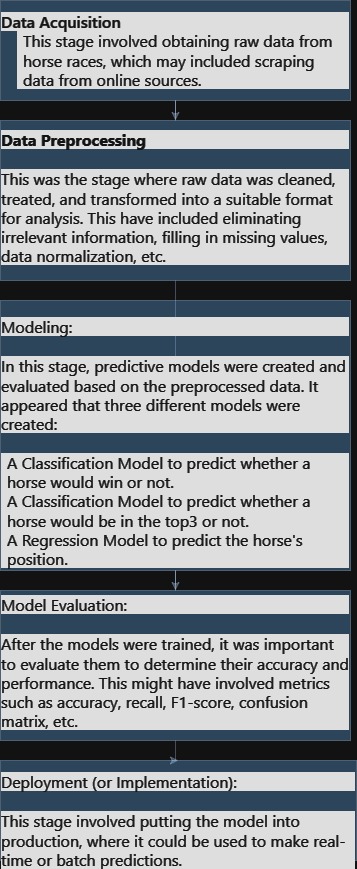 Data Acquisition
This stage involved obtaining raw data from
horse races, which may included scraping
data from online sources.
Data Preprocessing
This was the stage where raw data was cleaned,
treated, and transformed into a suitable format
for analysis. This have included eliminating
irrelevant information, filling in missing values,
data normalization, etc.
Modeling:
In this stage, predictive models were created and
evaluated based on the preprocessed data. It
appeared that three different models were
created:
A Classification Model to predict whether a
horse would win or not.
A Classification Model to predict whether a
horse would be in the top3 or not.
A Regression Model to predict the horse's
position.
Model Evaluation:
After the models were trained, it was important
to evaluate them to determine their accuracy and
performance. This might have involved metrics
such as accuracy, recall, F1-score, confusion
matrix, etc.
Deployment (or Implementation):
This stage involved putting the model into
production, where it could be used to make real-
time or batch predictions.